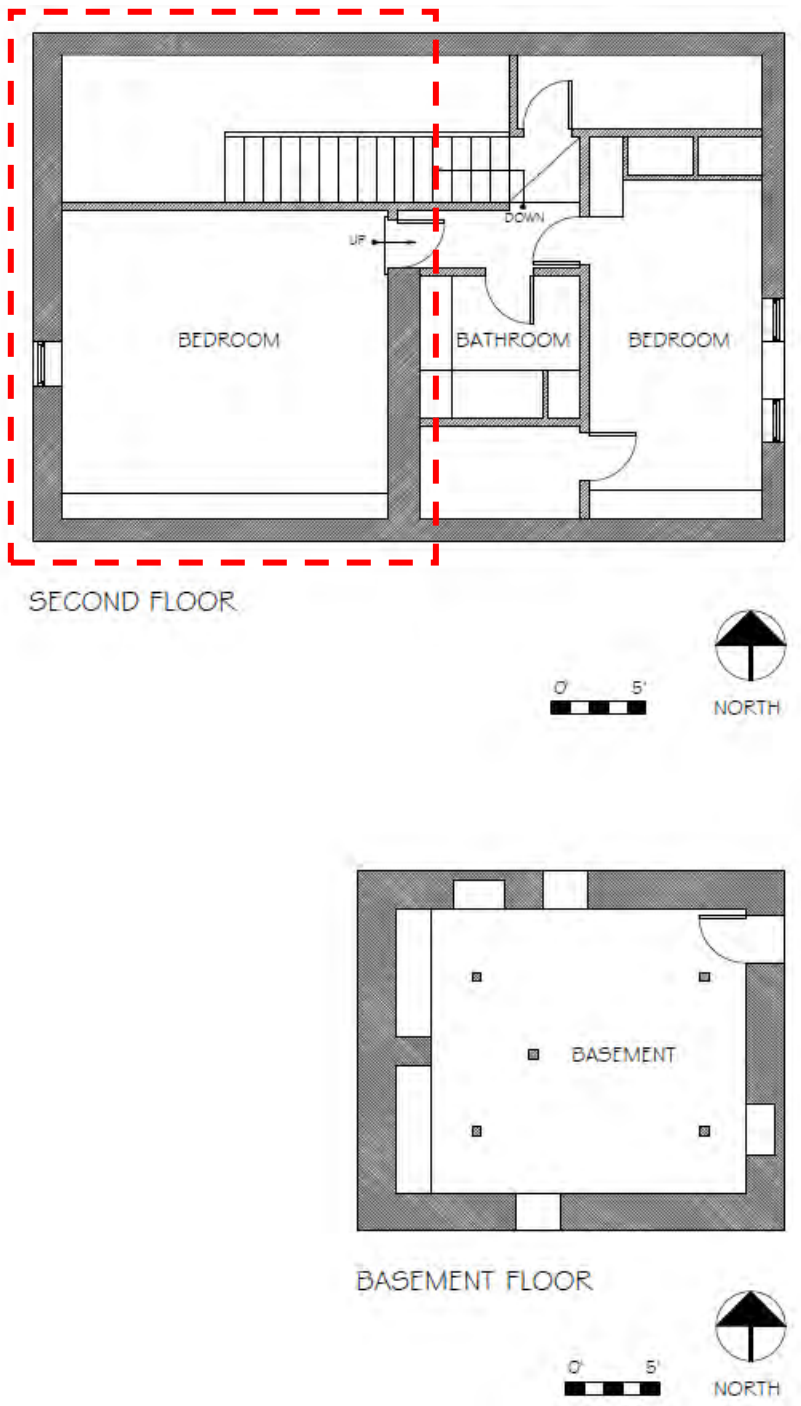 DOWN
UP
BEDROOM
BATHROOM
BEDROOM
SECOND FLOOR
0' 5'
NORTH
BASEMENT
BASEMENT FLOOR
0' 5'
NORTH